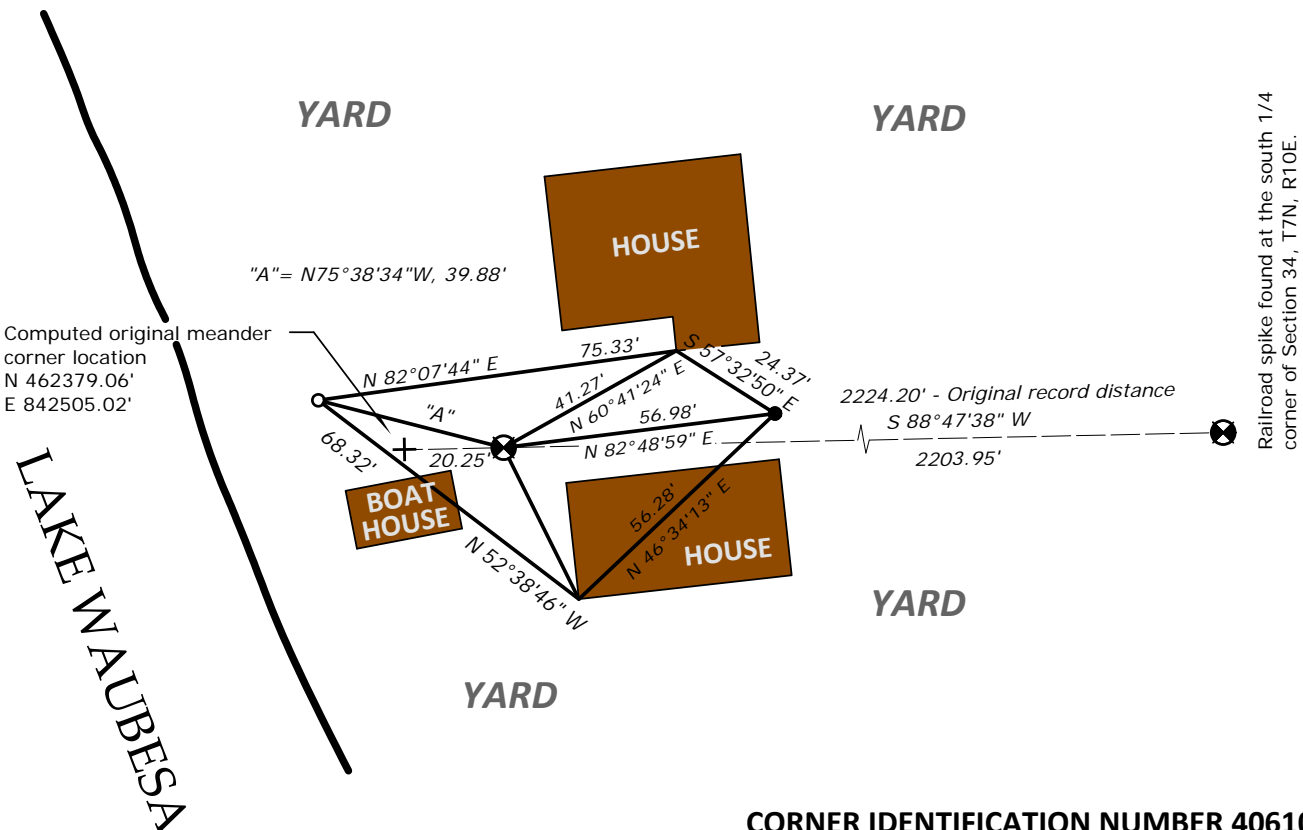 YARD
YARD
Railroad spike found at the south 1/4
corner of Section 34, T7N, R10E.
HOUSE
"A"= N75°38'34"W, 39.88'
Computed original meander
corner location
N 462379.06'
E 842505.02'
N 82°07'44" E
75.33'
S 57°32'50" E
24.37'
41.27'
N 60°41'24" E
"A"
56.98'
N 82°48'59" E
2224.20' - Original record distance
S 88°47'38" W
2203.95'
68.32'
20.25'
BOAT
HOUSE
56.28'
N 46°34'13" E
HOUSE
N 52°38'46" W
LAKE WAUBESA
YARD
YARD
CORNER IDENTIFICATION NUMBER 40610